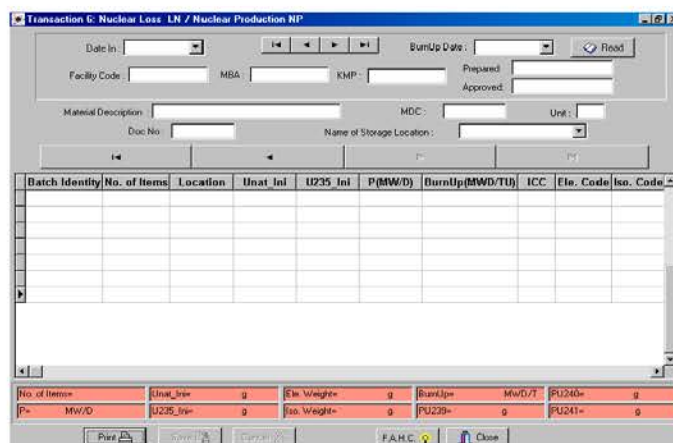 Transaction G: Nuclear Loss LN / Nuclear Production NP
Date In : BurnUp Date : Read
Facility Code : MBA : KMP : Prepared:
Approved:
Material Description : MDC : Unit :
Doc No : Name of Storage Location :
Batch Identity No. of Items Location Unat_Ini U235_Ini P(MW/D) BurnUp(MWD/TU) ICC Ele. Code Iso. Code
No. of Items= Unat_Ini= g Ele. Weight= g BurnUp= MWD/T PU240= g
P= MW/D U235_Ini= g Iso. Weight= g PU239= g PU241= g
Print Save Cancel F.A.H.C. Close